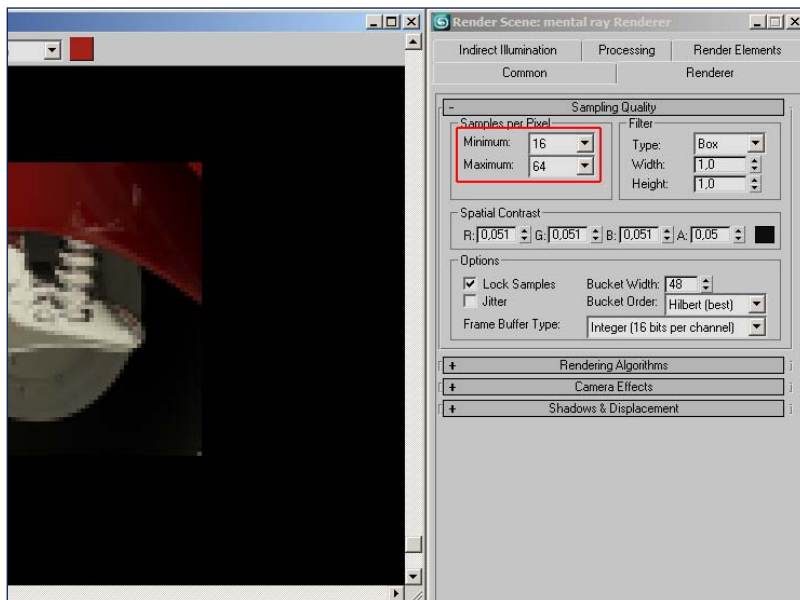 Render Scene: mental ray Renderer
Indirect Illumination Processing Render Elements
Common Renderer
- Sampling Quality
Samples per Pixel
Minimum: 16
Maximum: 64
Filter
Type: Box
Width: 1,0
Height: 1,0
Spatial Contrast
R: 0,051 G: 0,051 B: 0,051 A: 0,05
Options
Lock Samples Bucket Width: 48
Jitter Bucket Order: Hilbert (best)
Frame Buffer Type: Integer (16 bits per channel)
+ Rendering Algorithms
+ Camera Effects
+ Shadows & Displacement